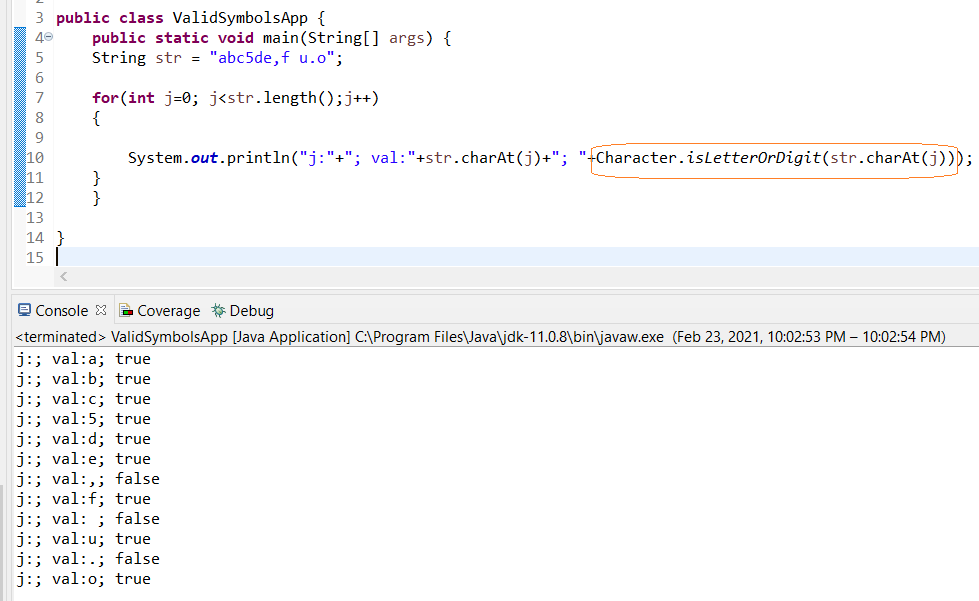 3 public class ValidSymbolsApp {
4 public static void main(String[] args) {
5 String str = "abc5de,f u.o";
6
7 for(int j=0; j<str.length();j++)
8 {
9
10 System.out.println("j:"+"; val:"+str.charAt(j)+"; "+Character.isLetterOrDigit(str.charAt(j)));
11 }
12 }
13
14 }
15
Console Coverage Debug
<terminated> ValidSymbolsApp [Java Application] C:\Program Files\Java\jdk-11.0.8\bin\javaw.exe (Feb 23, 2021, 10:02:53 PM – 10:02:54 PM)
j:; val:a; true
j:; val:b; true
j:; val:c; true
j:; val:5; true
j:; val:d; true
j:; val:e; true
j:; val:,; false
j:; val:f; true
j:; val: ; false
j:; val:u; true
j:; val:.; false
j:; val:o; true